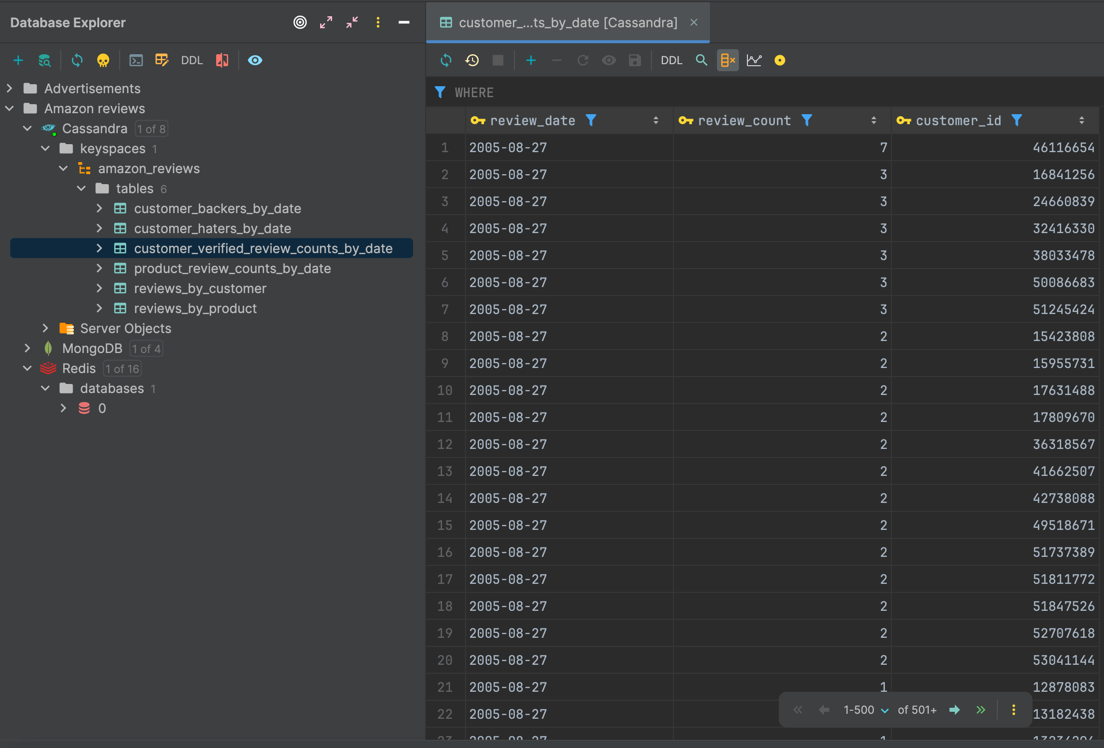 Database Explorer
DDL
Advertisements
Amazon reviews
Cassandra 1 of 8
keyspaces 1
amazon_reviews
tables 6
customer_backers_by_date
customer_haters_by_date
customer_verified_review_counts_by_date
product_review_counts_by_date
reviews_by_customer
reviews_by_product
Server Objects
MongoDB 1 of 4
Redis 1 of 16
databases 1
0
customer_...ts_by_date [Cassandra] ×
DDL
WHERE
review_date review_count customer_id
1 2005-08-27 7 46116654
2 2005-08-27 3 16841256
3 2005-08-27 3 24660839
4 2005-08-27 3 32416330
5 2005-08-27 3 38033478
6 2005-08-27 3 50086683
7 2005-08-27 3 51245424
8 2005-08-27 2 15423808
9 2005-08-27 2 15955731
10 2005-08-27 2 17631488
11 2005-08-27 2 17809670
12 2005-08-27 2 36318567
13 2005-08-27 2 41662507
14 2005-08-27 2 42738088
15 2005-08-27 2 49518671
16 2005-08-27 2 51737389
17 2005-08-27 2 51811772
18 2005-08-27 2 51847526
19 2005-08-27 2 52707618
20 2005-08-27 2 53041144
21 2005-08-27 1 12878083
22 2005-08-27 13182438
1-500 of 501+